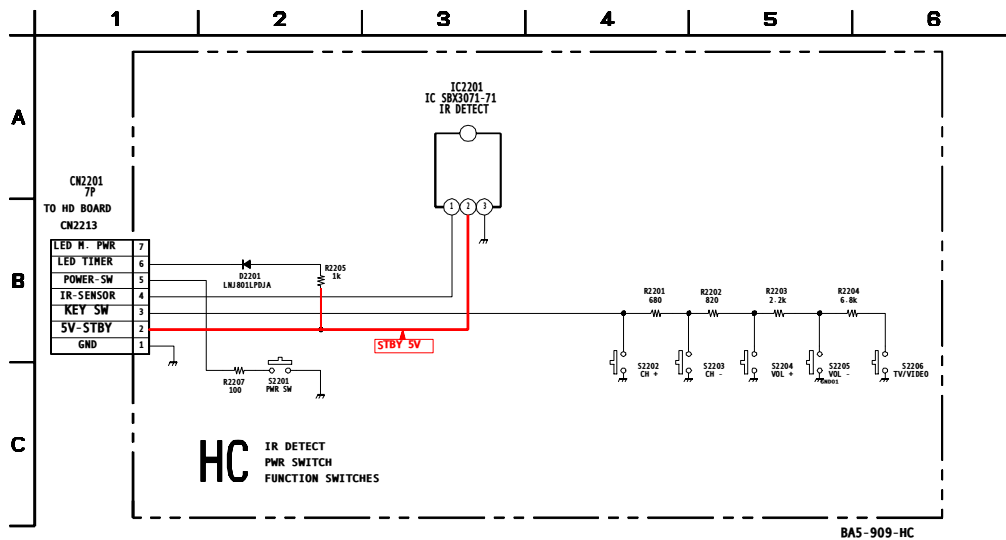 1 2 3 4 5 6
A
B
C
IC2201
IC SBX3071-71
IR DETECT
1 2 3
CN2201
7P
TO HD BOARD
CN2213
LED M. PWR 7
LED TIMER 6
POWER-SW 5
IR-SENSOR 4
KEY SW 3
5V-STBY 2
GND 1
D2201
LNJ801LPDJA
R2205
1k
STBY 5V
R2201
680
R2202
820
R2203
2.2k
R2204
6.8k
R2207
100
S2201
PWR SW
S2202
CH +
S2203
CH -
S2204
VOL +
S2205
VOL -
GND01
S2206
TV/VIDEO
HC
IR DETECT
PWR SWITCH
FUNCTION SWITCHES
BA5-909-HC